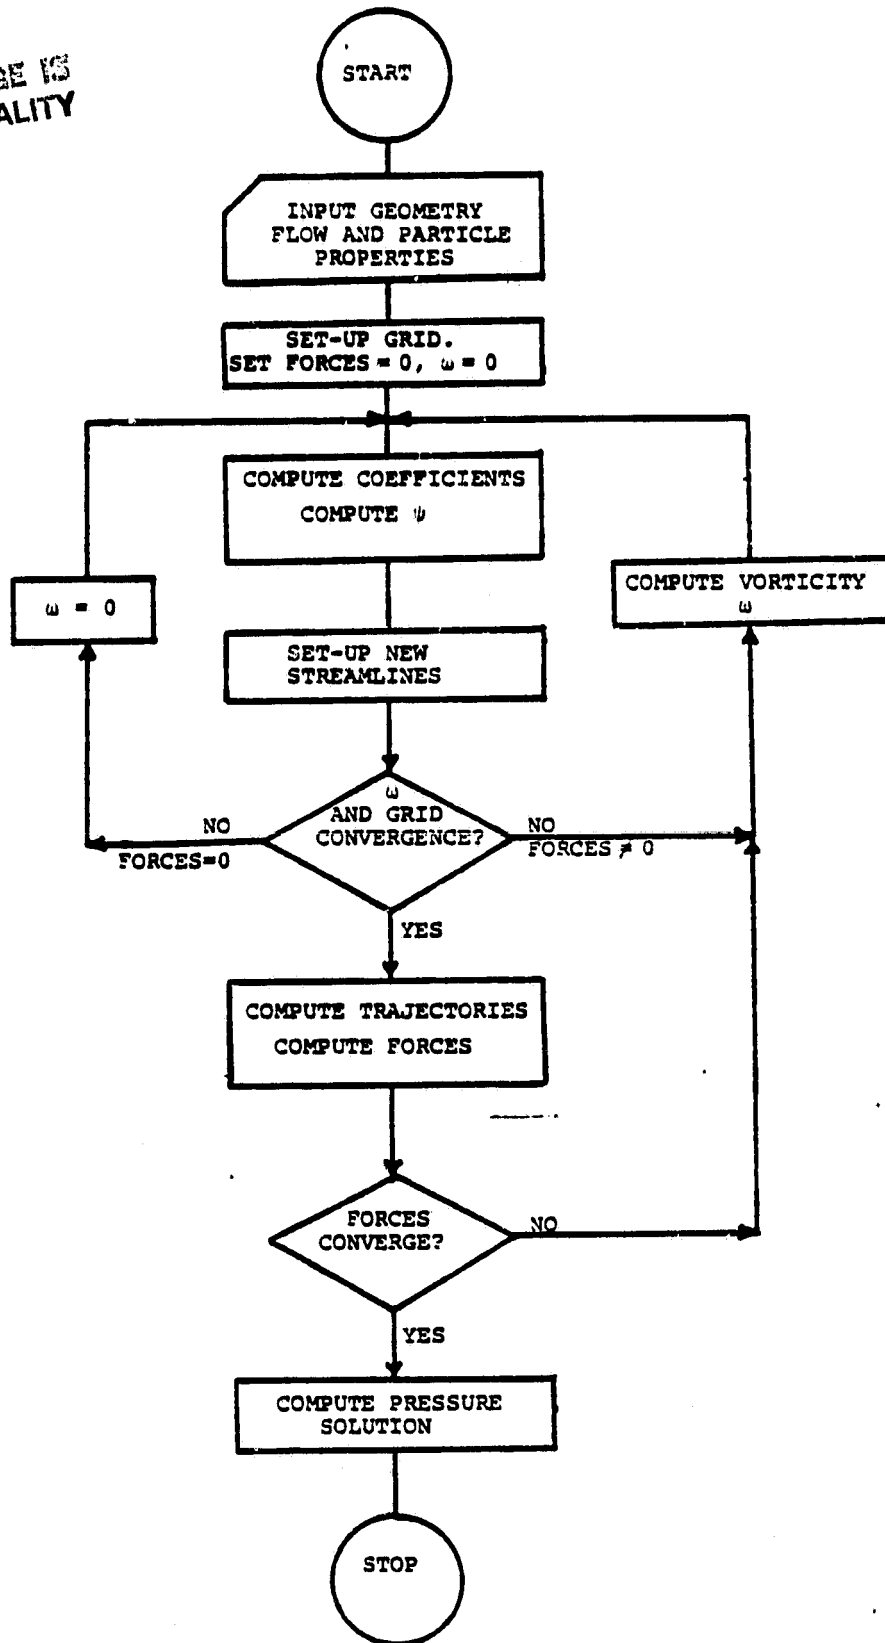 IS
ALITY
START
INPUT GEOMETRY
FLOW AND PARTICLE
PROPERTIES
SET-UP GRID.
SET FORCES = 0, ω = 0
COMPUTE COEFFICIENTS
COMPUTE ψ
ω = 0
COMPUTE VORTICITY
ω
SET-UP NEW
STREAMLINES
ω
AND GRID
CONVERGENCE?
NO
FORCES=0
NO
FORCES ≠ 0
YES
COMPUTE TRAJECTORIES
COMPUTE FORCES
FORCES
CONVERGE?
NO
YES
COMPUTE PRESSURE
SOLUTION
STOP